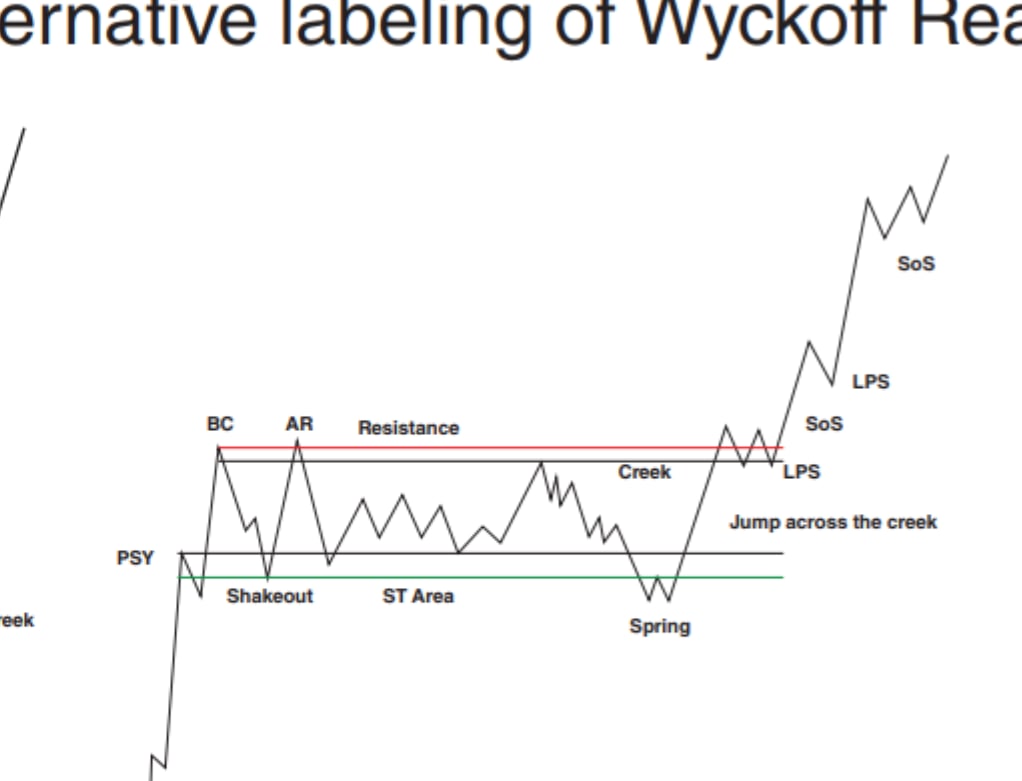 ernative labeling of Wyckoff Rea
SoS
LPS
BC AR Resistance SoS
Creek LPS
Jump across the creek
PSY
Shakeout ST Area
reek
Spring